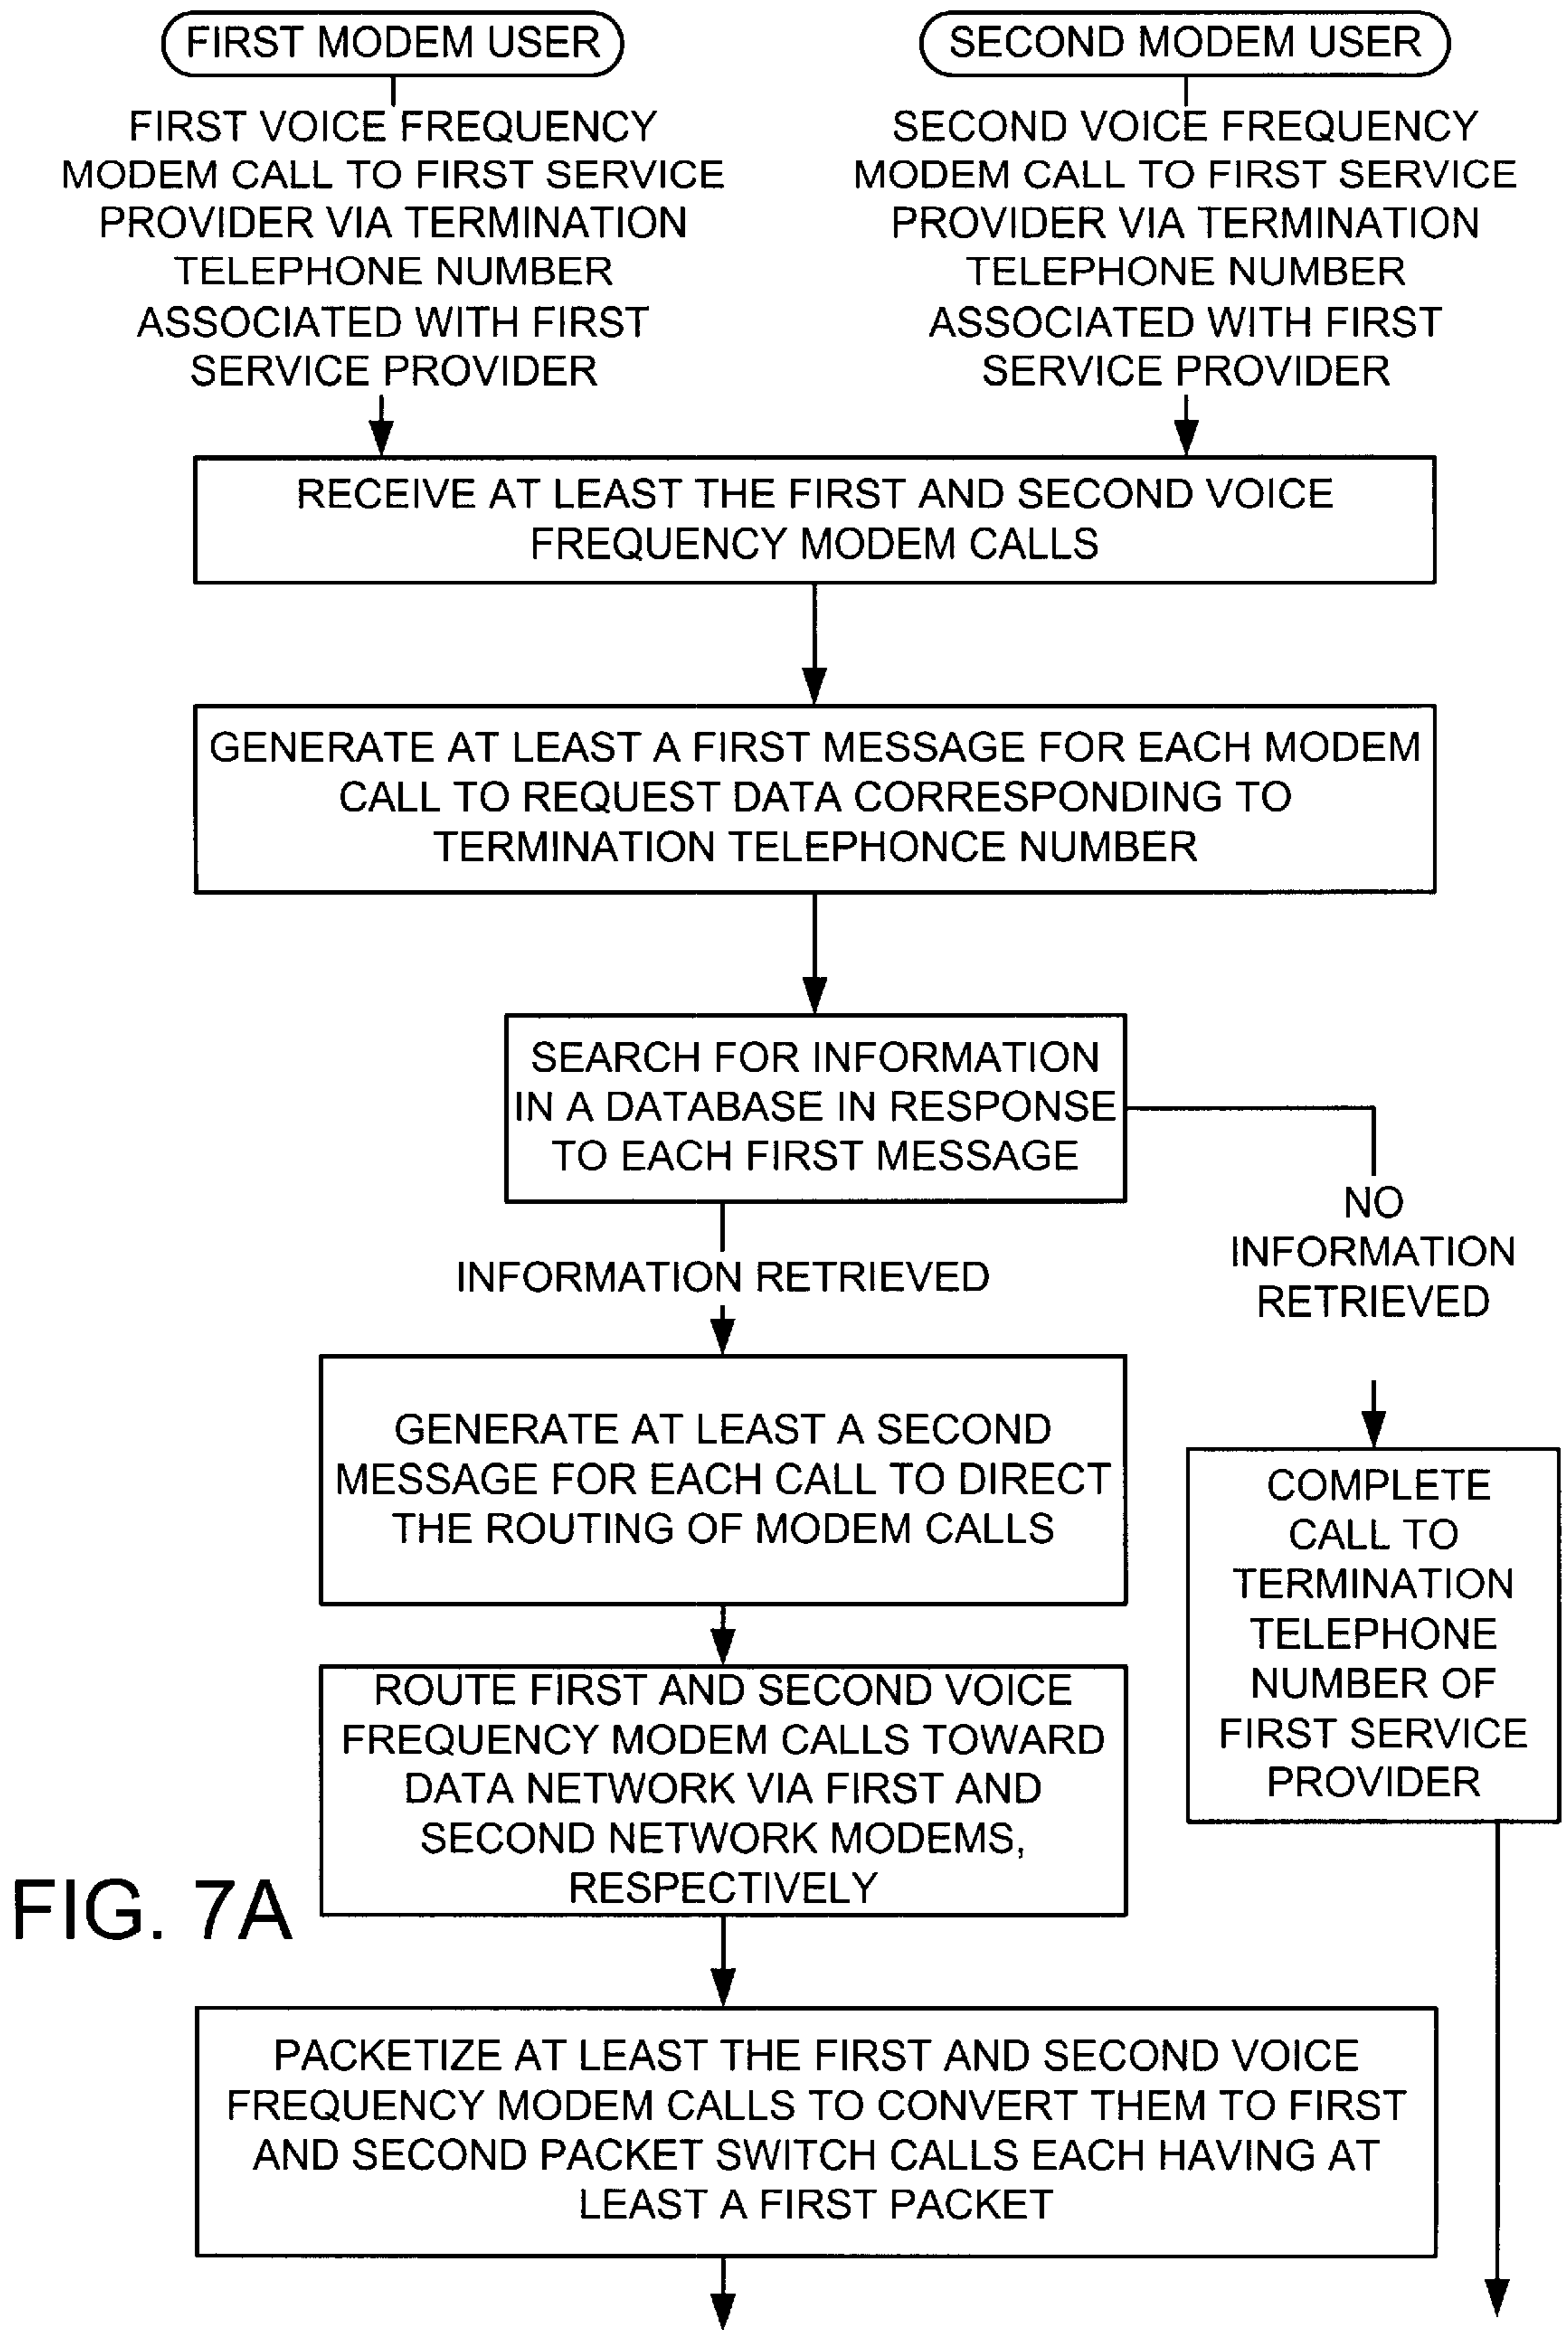 FIRST MODEM USER
FIRST VOICE FREQUENCY
MODEM CALL TO FIRST SERVICE
PROVIDER VIA TERMINATION
TELEPHONE NUMBER
ASSOCIATED WITH FIRST
SERVICE PROVIDER
SECOND MODEM USER
SECOND VOICE FREQUENCY
MODEM CALL TO FIRST SERVICE
PROVIDER VIA TERMINATION
TELEPHONE NUMBER
ASSOCIATED WITH FIRST
SERVICE PROVIDER
RECEIVE AT LEAST THE FIRST AND SECOND VOICE
FREQUENCY MODEM CALLS
GENERATE AT LEAST A FIRST MESSAGE FOR EACH MODEM
CALL TO REQUEST DATA CORRESPONDING TO
TERMINATION TELEPHONCE NUMBER
SEARCH FOR INFORMATION
IN A DATABASE IN RESPONSE
TO EACH FIRST MESSAGE
INFORMATION RETRIEVED
NO
INFORMATION
RETRIEVED
GENERATE AT LEAST A SECOND
MESSAGE FOR EACH CALL TO DIRECT
THE ROUTING OF MODEM CALLS
COMPLETE
CALL TO
TERMINATION
TELEPHONE
NUMBER OF
FIRST SERVICE
PROVIDER
ROUTE FIRST AND SECOND VOICE
FREQUENCY MODEM CALLS TOWARD
DATA NETWORK VIA FIRST AND
SECOND NETWORK MODEMS,
RESPECTIVELY
FIG. 7A
PACKETIZE AT LEAST THE FIRST AND SECOND VOICE
FREQUENCY MODEM CALLS TO CONVERT THEM TO FIRST
AND SECOND PACKET SWITCH CALLS EACH HAVING AT
LEAST A FIRST PACKET